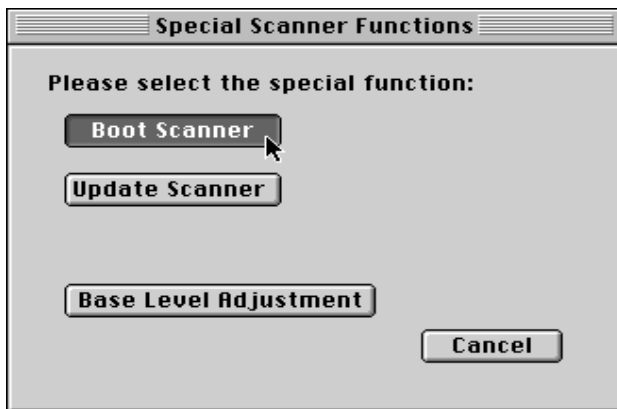 Special Scanner Functions
Please select the special function:
Boot Scanner
Update Scanner
Base Level Adjustment
Cancel